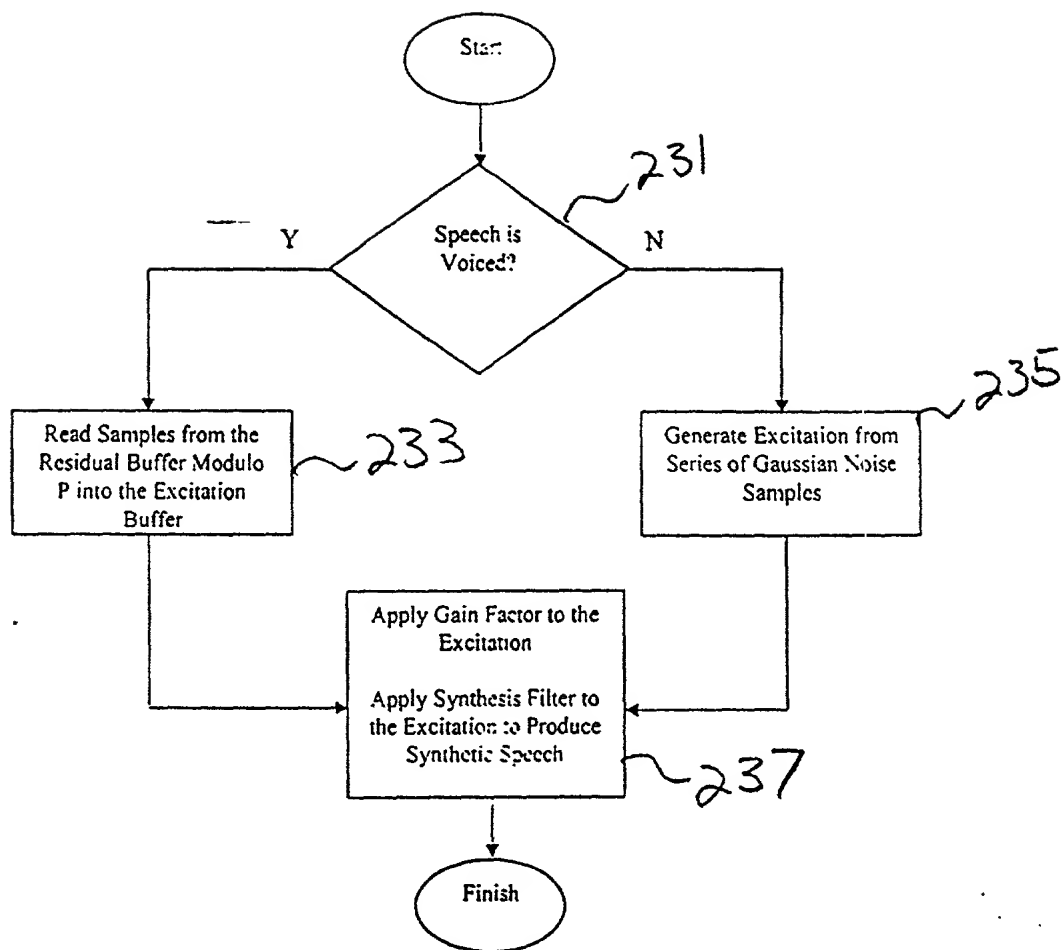 Start
231
Y
Speech is
Voiced?
N
235
Read Samples from the
Residual Buffer Modulo
P into the Excitation
Buffer
233
Generate Excitation from
Series of Gaussian Noise
Samples
Apply Gain Factor to the
Excitation
Apply Synthesis Filter to
the Excitation to Produce
Synthetic Speech
237
Finish